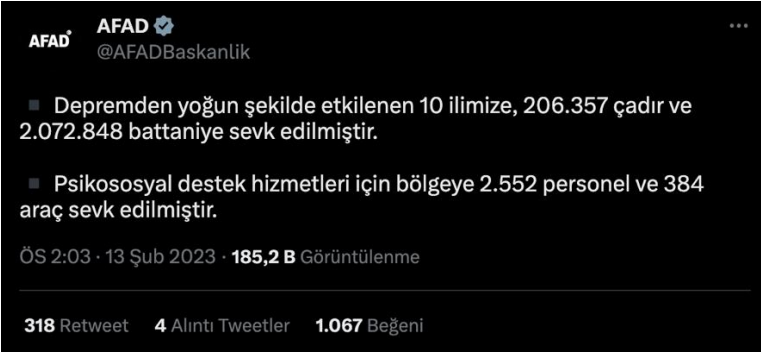 AFAD
AFAD
@AFADBaskanlik
▪ Depremden yoğun şekilde etkilenen 10 ilimize, 206.357 çadır ve
2.072.848 battaniye sevk edilmiştir.
▪ Psikososyal destek hizmetleri için bölgeye 2.552 personel ve 384
araç sevk edilmiştir.
ÖS 2:03 · 13 Şub 2023 · 185,2 B Görüntülenme
318 Retweet 4 Alıntı Tweetler 1.067 Beğeni